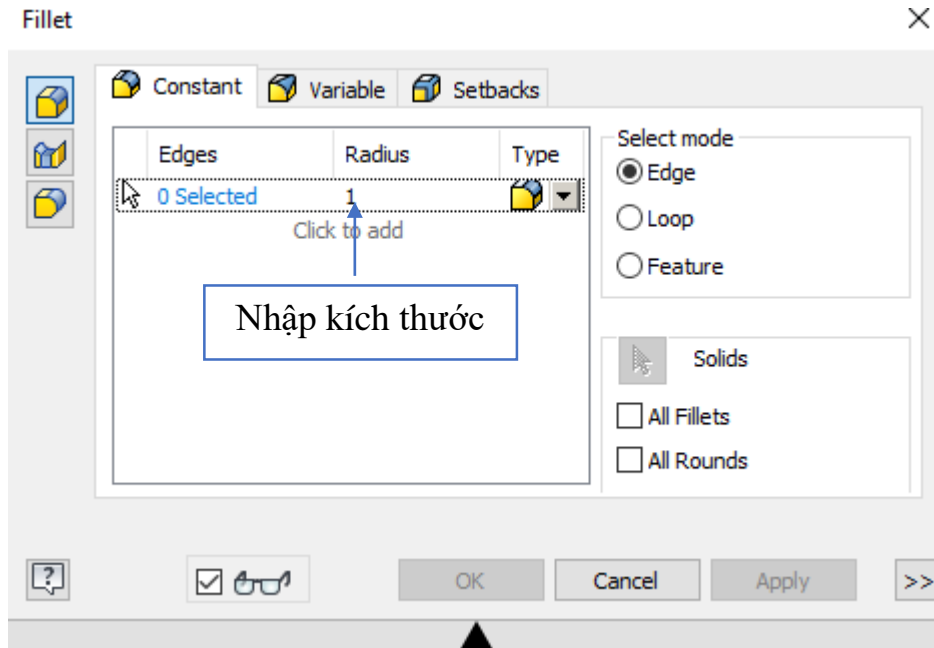 Fillet
Constant Variable Setbacks
Edges Radius Type
0 Selected 1
Click to add
Nhập kích thước
Select mode
Edge
Loop
Feature
Solids
All Fillets
All Rounds
?
OK Cancel Apply >>